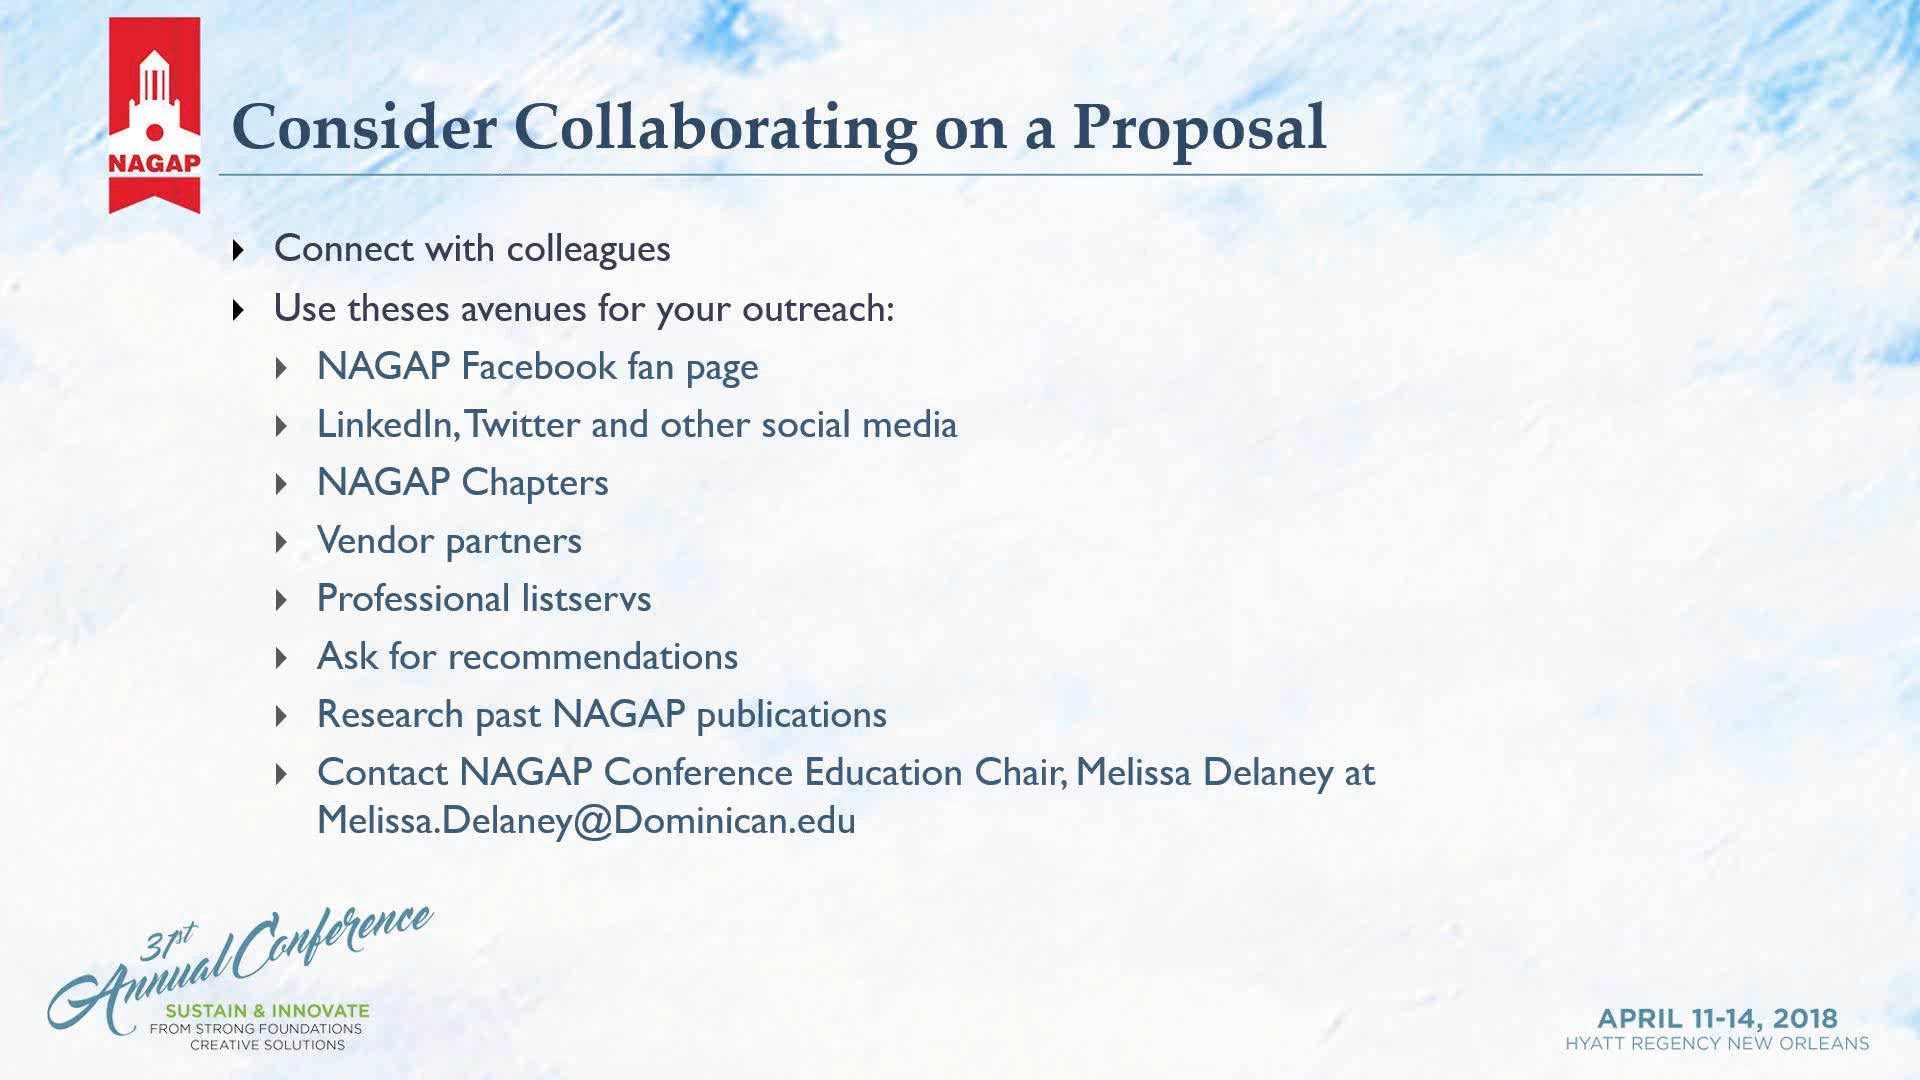 NAGAP
Consider Collaborating on a Proposal
Connect with colleagues
Use theses avenues for your outreach:
NAGAP Facebook fan page
LinkedIn, Twitter and other social media
NAGAP Chapters
Vendor partners
Professional listservs
Ask for recommendations
Research past NAGAP publications
Contact NAGAP Conference Education Chair, Melissa Delaney at
Melissa.Delaney@Dominican.edu
31st
Annual Conference
SUSTAIN & INNOVATE
FROM STRONG FOUNDATIONS
CREATIVE SOLUTIONS
APRIL 11-14, 2018
HYATT REGENCY NEW ORLEANS